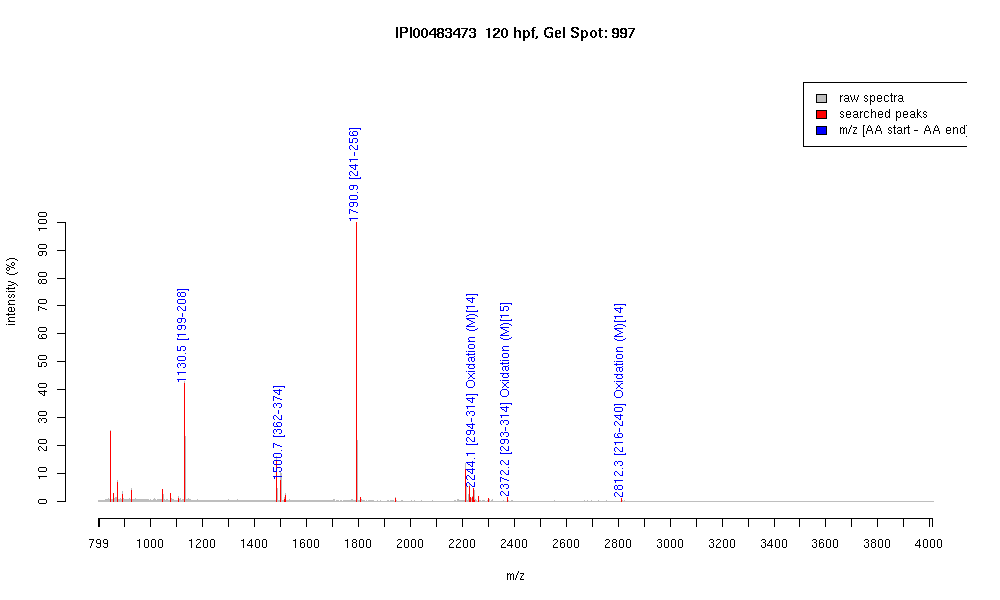 IPI00483473 120 hpf, Gel Spot: 997
raw spectra
searched peaks
m/z [AA start - AA end]
1790.9 [241-256]
1130.5 [199-208]
1500.7 [362-374]
2244.1 [294-314] Oxidation (M)[14]
2372.2 [293-314] Oxidation (M)[15]
2812.3 [216-240] Oxidation (M)[14]
intensity (%)
100
90
80
70
60
50
40
30
20
10
0
799 1000 1200 1400 1600 1800 2000 2200 2400 2600 2800 3000 3200 3400 3600 3800 4000
m/z